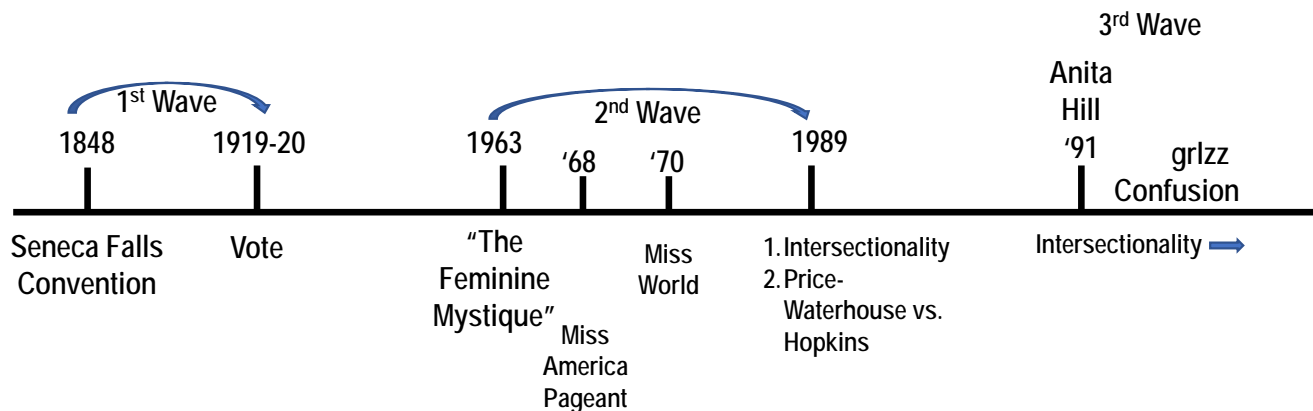 3rd Wave
1st Wave
2nd Wave
Anita
Hill
1848
1919-20
1963
‘68
‘70
1989
‘91
grlzz
Confusion
Seneca Falls
Convention
Vote
“The
Feminine
Mystique”
Miss
America
Pageant
Miss
World
1. Intersectionality
2. Price-
Waterhouse vs.
Hopkins
Intersectionality